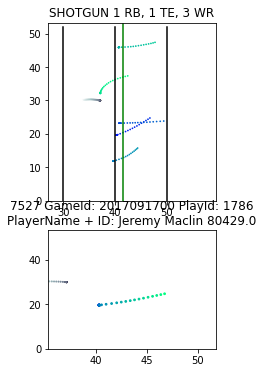 SHOTGUN 1 RB, 1 TE, 3 WR
50
40
30
20
10
0
30 40 50
7527 GameId: 2017091700 PlayId: 1786
PlayerName + ID: Jeremy Maclin 80429.0
40
20
0
40 50